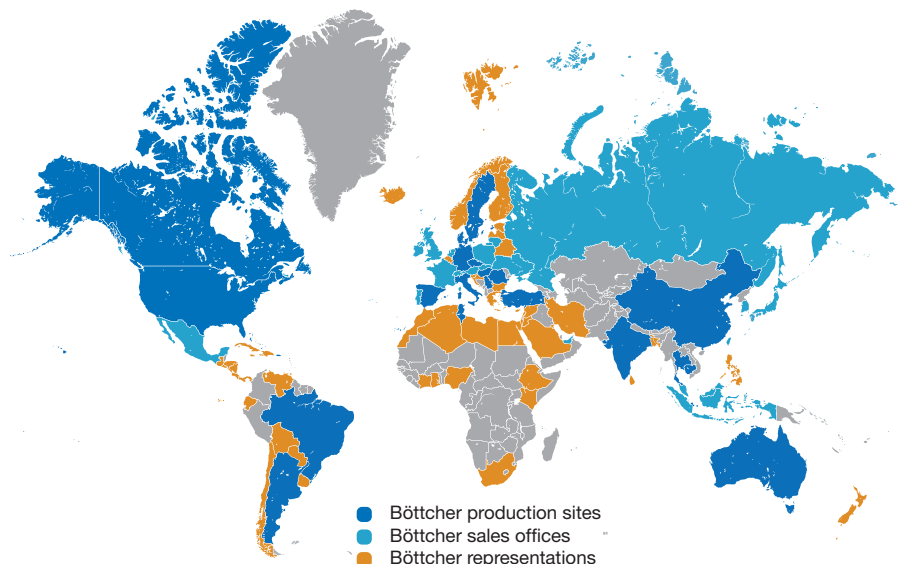 Böttcher production sites
Böttcher sales offices
Böttcher representations